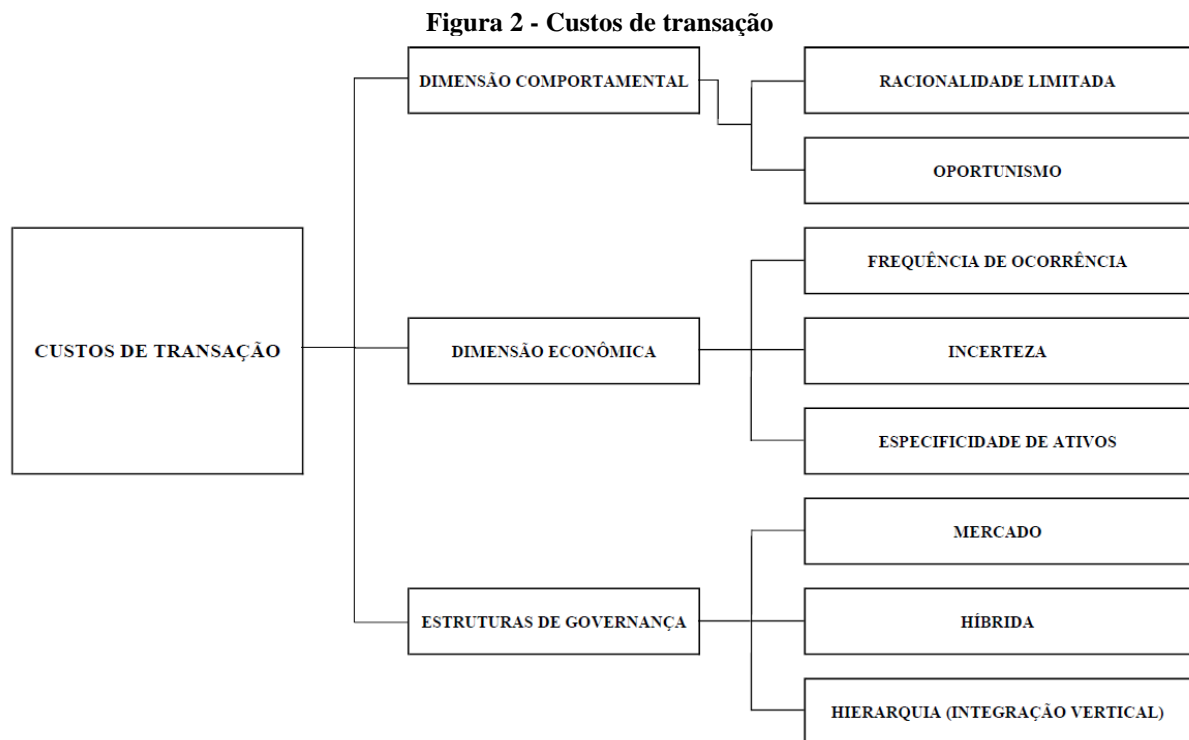 Figura 2 - Custos de transação
CUSTOS DE TRANSAÇÃO
DIMENSÃO COMPORTAMENTAL
RACIONALIDADE LIMITADA
OPORTUNISMO
DIMENSÃO ECONÔMICA
FREQUÊNCIA DE OCORRÊNCIA
INCERTEZA
ESPECIFICIDADE DE ATIVOS
ESTRUTURAS DE GOVERNANÇA
MERCADO
HÍBRIDA
HIERARQUIA (INTEGRAÇÃO VERTICAL)